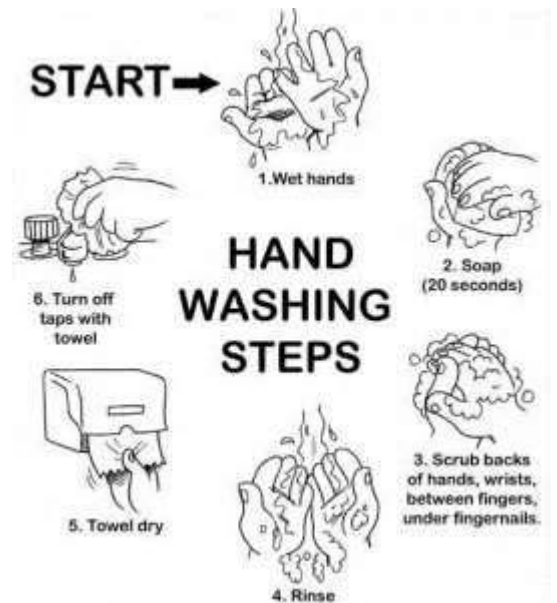 START
1.Wet hands
2. Soap
(20 seconds)
3. Scrub backs
of hands, wrists,
between fingers,
under fingernails.
4. Rinse
5. Towel dry
6. Turn off
taps with
towel
HAND
WASHING
STEPS